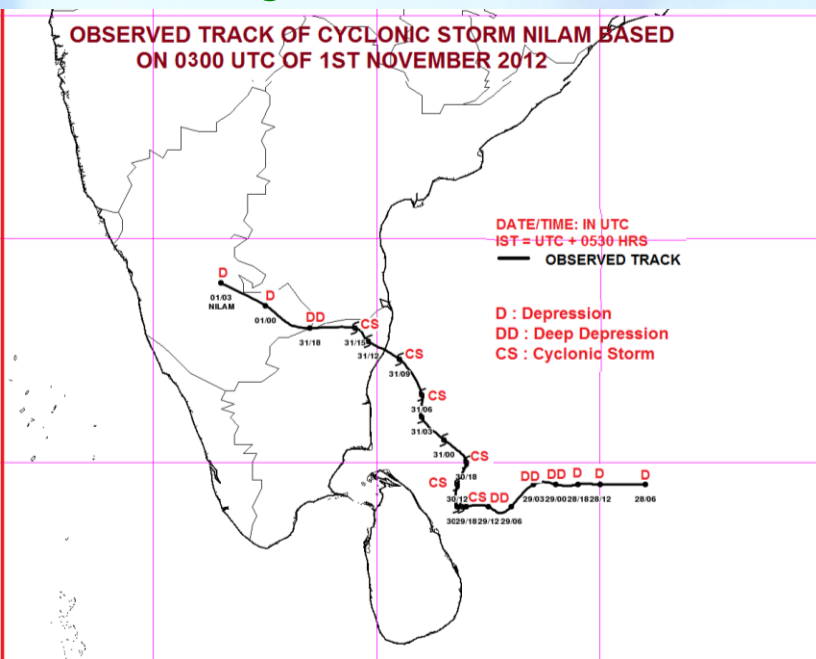 OBSERVED TRACK OF CYCLONIC STORM NILAM BASED
ON 0300 UTC OF 1ST NOVEMBER 2012
DATE/TIME: IN UTC
IST = UTC + 0530 HRS
OBSERVED TRACK
D : Depression
DD : Deep Depression
CS : Cyclonic Storm
D
01/03
NILAM
D
01/00
DD
31/18
CS
31/15
31/12
CS
31/09
CS
31/06
31/03
31/00
CS
30/18
CS
30/12
CS DD
DD DD D D D
29/03 29/00 28/18 28/12 28/06
29/18 29/12 29/06